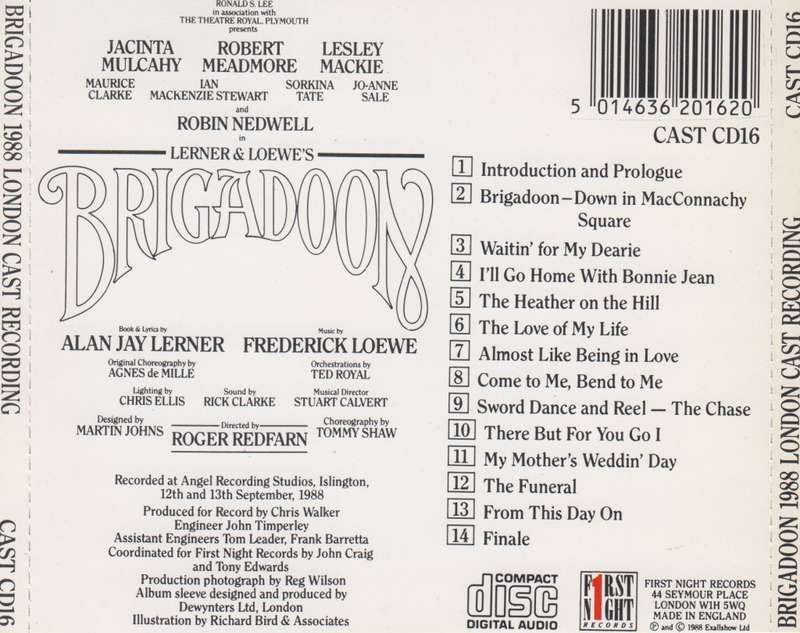 BRIGADOON 1988 LONDON CAST RECORDING
CAST CD16
RONALD S. LEE
in association with
THE THEATRE ROYAL, PLYMOUTH
presents
JACINTA MULCAHY
ROBERT MEADMORE
LESLEY MACKIE
MAURICE CLARKE
IAN MACKENZIE STEWART
SORKINA TATE
JO-ANNE SALE
and
ROBIN NEDWELL
in
LERNER & LOEWE'S
BRIGADOON
Book & Lyrics by
ALAN JAY LERNER
Music by
FREDERICK LOEWE
Original Choreography by
AGNES de MILLE
Orchestrations by
TED ROYAL
Lighting by
CHRIS ELLIS
Sound by
RICK CLARKE
Musical Director
STUART CALVERT
Designed by
MARTIN JOHNS
Directed by
ROGER REDFARN
Choreography by
TOMMY SHAW
Recorded at Angel Recording Studios, Islington,
12th and 13th September, 1988
Produced for Record by Chris Walker
Engineer John Timperley
Assistant Engineers Tom Leader, Frank Barretta
Coordinated for First Night Records by John Craig
and Tony Edwards
Production photograph by Reg Wilson
Album sleeve designed and produced by
Dewynters Ltd, London
Illustration by Richard Bird & Associates
5 014636 201620
CAST CD16
1 Introduction and Prologue
2 Brigadoon – Down in MacConnachy
Square
3 Waitin' for My Dearie
4 I'll Go Home With Bonnie Jean
5 The Heather on the Hill
6 The Love of My Life
7 Almost Like Being in Love
8 Come to Me, Bend to Me
9 Sword Dance and Reel — The Chase
10 There But For You Go I
11 My Mother's Weddin' Day
12 The Funeral
13 From This Day On
14 Finale
COMPACT
disc
DIGITAL AUDIO
F1RST
NIGHT
RECORDS
FIRST NIGHT RECORDS
44 SEYMOUR PLACE
LONDON W1H 5WQ
MADE IN ENGLAND
℗ and © 1988 Exallshow Ltd
CAST CD16
BRIGADOON 1988 LONDON CAST RECORDING